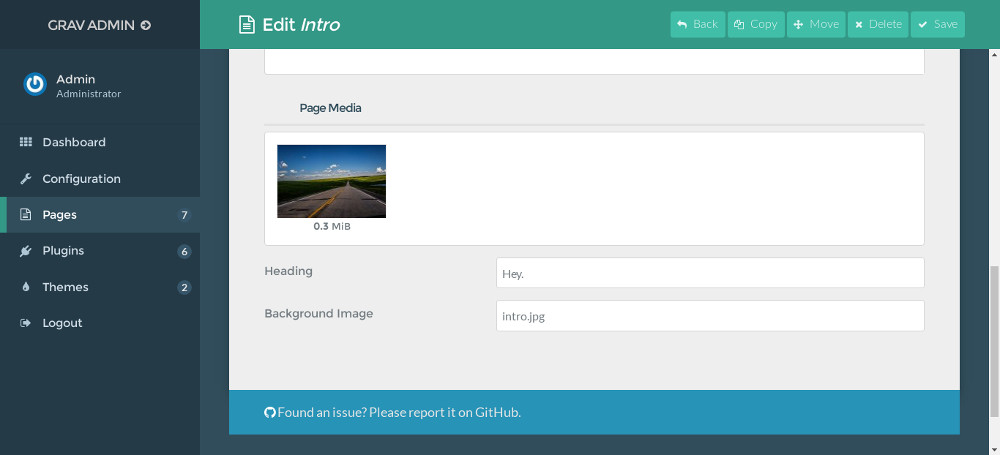 GRAV ADMIN
Edit Intro
Back
Copy
Move
Delete
Save
Admin
Administrator
Dashboard
Configuration
Pages 7
Plugins 6
Themes 2
Logout
Page Media
0.3 MiB
Heading Hey.
Background Image intro.jpg
Found an issue? Please report it on GitHub.